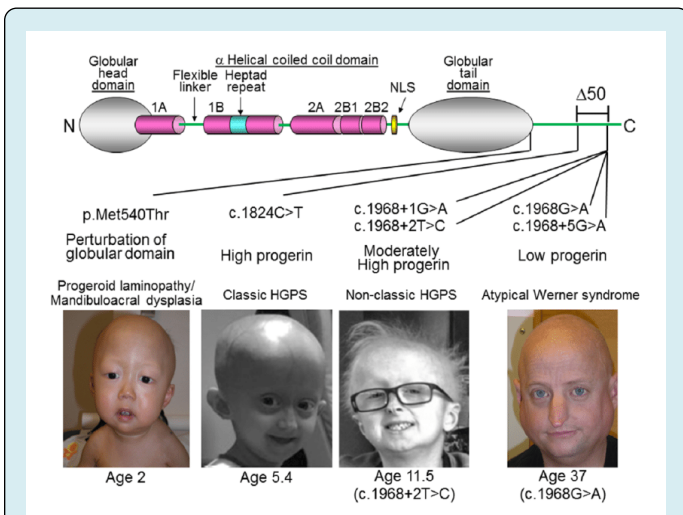 Globular
head
domain
α Helical coiled coil domain
Flexible
linker
Heptad
repeat
Globular
tail
domain
1A
1B
2A
2B1
2B2
NLS
Δ50
N
C
p.Met540Thr
c.1824C>T
c.1968+1G>A
c.1968+2T>C
c.1968G>A
c.1968+5G>A
Perturbation of
globular domain
High progerin
Moderately
High progerin
Low progerin
Progeroid laminopathy/
Mandibuloacral dysplasia
Classic HGPS
Non-classic HGPS
Atypical Werner syndrome
Age 2
Age 5.4
Age 11.5
(c.1968+2T>C)
Age 37
(c.1968G>A)